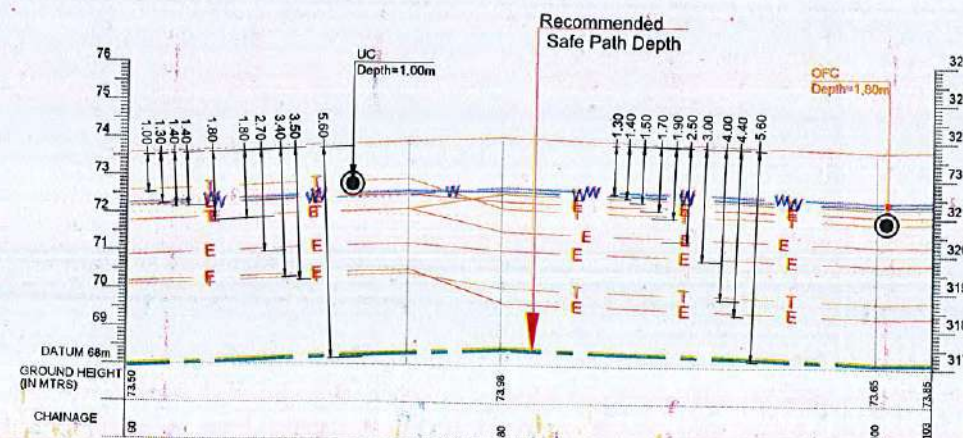 Recommended
Safe Path Depth
UC
Depth=1.00m
OFC
Depth=1.80m
76
75
74
73
72
71
70
69
1.00
1.30
1.40
1.40
1.80
1.80
2.70
3.40
3.50
5.60
1.30
1.40
1.50
1.70
1.90
2.50
3.00
4.00
4.40
5.60
T
W
W
T
E
E
T
W
W
E
E
E
W
W
W
E
E
T
E
W
E
E
E
T
E
W
W
E
T
E
E
T
E
DATUM 68m
GROUND HEIGHT
(IN MTRS)
73.50
73.98
73.65
73.85
CHAINAGE